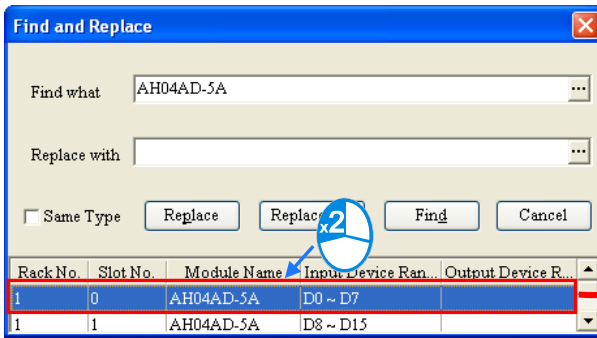 Find and Replace
Find what AH04AD-5A ...
Replace with ...
Same Type Replace Replace Find Cancel
x2
Rack No. Slot No. Module Name Input Device Ran... Output Device R...
1 0 AH04AD-5A D0 ~ D7
1 1 AH04AD-5A D8 ~ D15